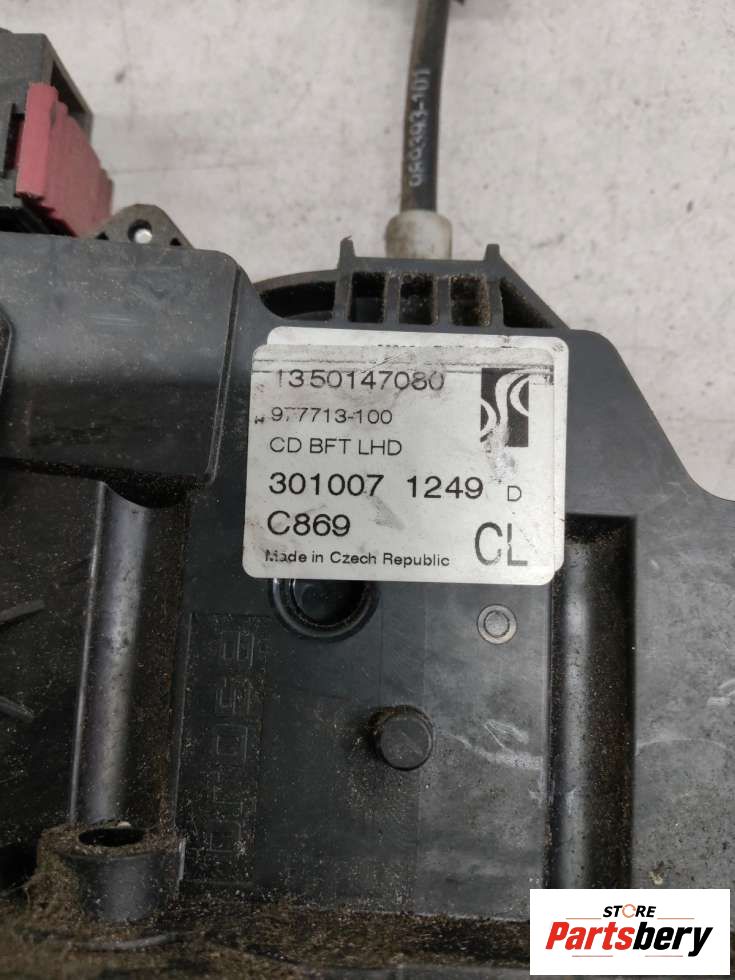 1350147080
977713-100
CD BFT LHD
301007 1249 D
C869
CL
Made in Czech Republic
STORE
Partsbery